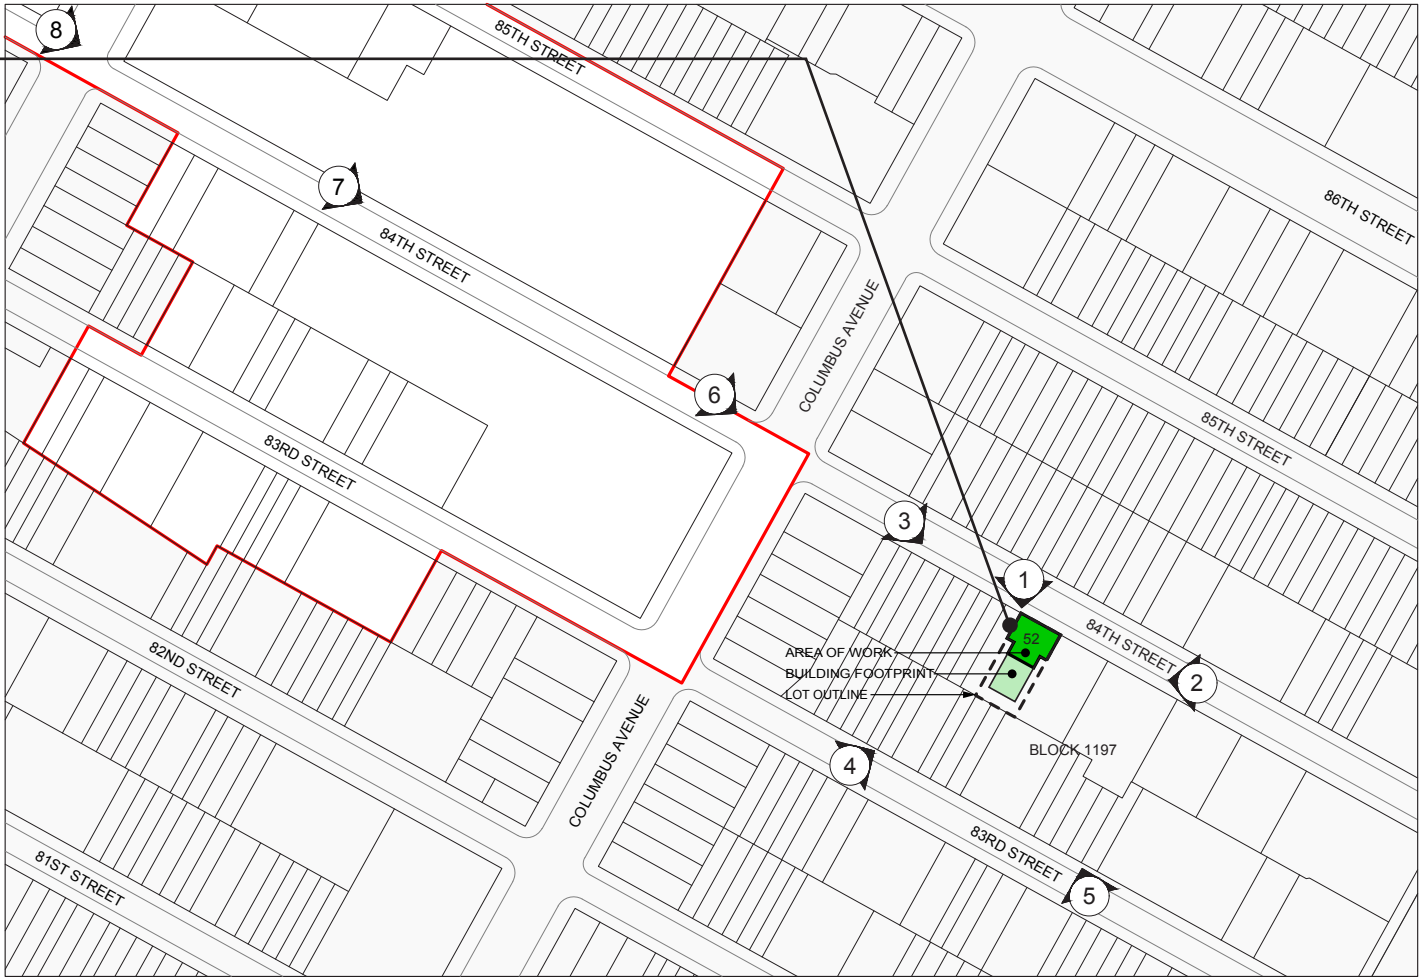 8
85TH STREET
86TH STREET
7
84TH STREET
COLUMBUS AVENUE
6
85TH STREET
83RD STREET
3
1
52
84TH STREET
AREA OF WORK
BUILDING FOOTPRINT
LOT OUTLINE
2
82ND STREET
COLUMBUS AVENUE
BLOCK 1197
4
83RD STREET
81ST STREET
5